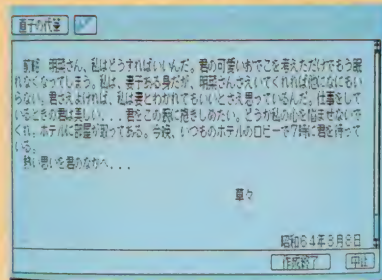 直子の代筆
前略 明菜さん、私はどうすればいいんだ。君の可愛いおでこを考えただけでもう眠
れなくなってしまう。私は、妻子ある身だが、明菜さんさえいてくれれば他になにもい
らない。君さえよければ、私は妻とわかれてもいいとさえ思っているんだ。仕事をして
いるときの君は美しい...君をこの腕に抱きしめたい。どうか私の心を悩ませないで
くれ。ホテルに部屋が取ってある。今晩、いつものホテルのロビーで7時に君を待って
いる。
熱い思いを君のなかへ...
草々
昭和64年8月8日
作成終了 中止